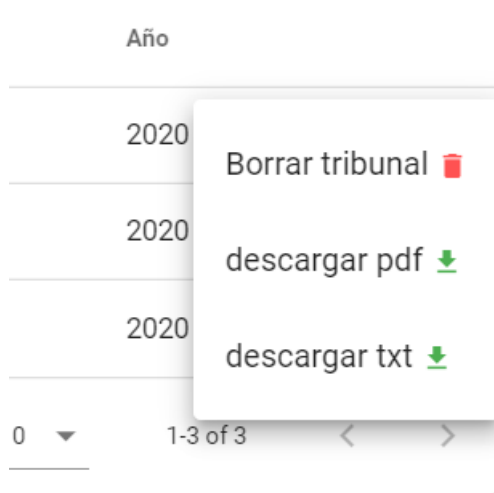 Año
2020
Borrar tribunal
2020
descargar pdf
2020
descargar txt
0
1-3 of 3